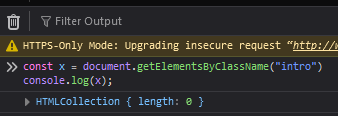 Filter Output
HTTPS-Only Mode: Upgrading insecure request “http://w
const x = document.getElementsByClassName("intro")
console.log(x);
HTMLCollection { length: 0 }